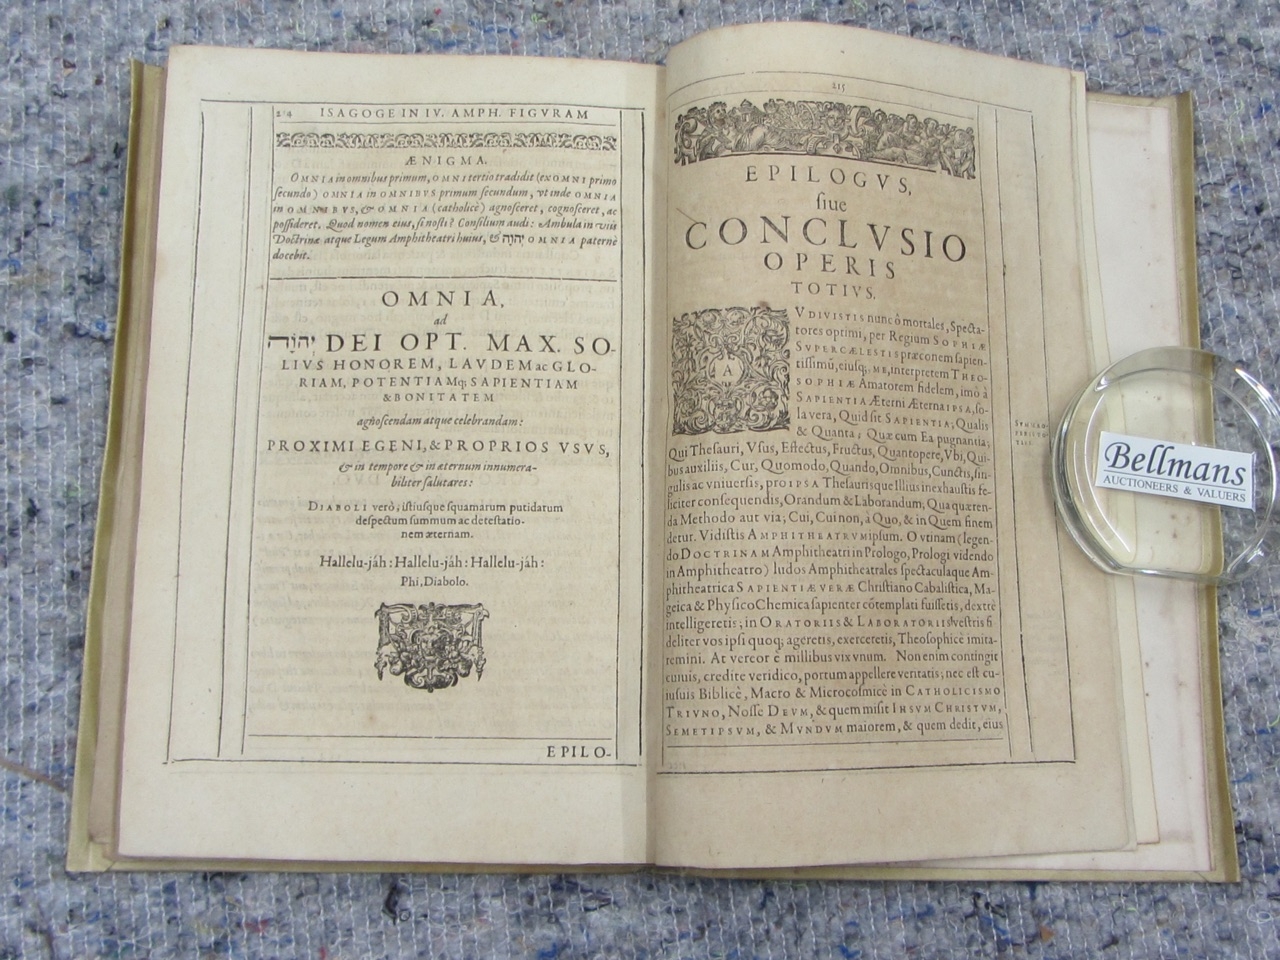 214 ISAGOGE IN IV. AMPH. FIGVRAM
ÆNIGMA.
OMNIA in omnibus primum, OMNI tertio tradidit (ex OMNI primo
secundo) OMNIA in OMNIBVS primum secundum, vt inde OMNIA
in OMNIBVS, & OMNIA (catholicè) agnosceret, cognosceret, ac
possideret. Quod nomen eius, si nosti? Consilium audi: Ambula in viis
Doctrinæ atque Legum Amphitheatri huius, & יהוה OMNIA paternè
docebit.
OMNIA,
ad
יְהוָֹה DEI OPT. MAX. SO-
LIVS HONOREM, LAVDEM ac GLO-
RIAM, POTENTIAMq; SAPIENTIAM
& BONITATEM
agnoscendam atque celebrandam:
PROXIMI EGENI, & PROPRIOS VSVS,
& in tempore & in æternum innumera-
biliter salutares:
DIABOLI verò, istiusque squamarum putidarum
despectum summum ac detestatio-
nem æternam.
Hallelu-jáh: Hallelu-jáh: Hallelu-jáh:
Phi, Diabolo.
EPILO-
215
EPILOGVS,
siue
CONCLVSIO
OPERIS
TOTIVS.
AVDIVISTIS nunc ô mortales, Specta-
tores optimi, per Regium SOPHIÆ
SVPERCÆLESTIS præconem sapien-
tissimũ, eiusq; ME, interpretem THEO-
SOPHIÆ Amatorem fidelem, imò à
SAPIENTIA Æterni Æterna IPSA, so-
la vera, Quid sit SAPIENTIA, Qualis
& Quanta; Quæ cum Ea pugnantia;
Qui Thesauri, Vsus, Effectus, Fructus, Quantopere, Vbi, Qui-
bus auxiliis, Cur, Quomodo, Quando, Omnibus, Cunctis, sin-
gulis ac vniuersis, pro IPSA Thesaurisque Illius inexhaustis fe-
liciter consequendis, Orandum & Laborandum, Quaquæren-
da Methodo aut via; Cui, Cui non, à Quo, & in Quem finem
detur. Vidistis AMPHITHEATRVM ipsum. O vtinam (legen-
do DOCTRINAM Amphitheatri in Prologo, Prologi videndo
in Amphitheatro) ludos Amphitheatrales spectaculaque Am-
phitheatrica SAPIENTIÆ VERÆ Christiano Cabalistica, Ma-
geica & Physico Chemica sapienter cõtemplati fuissetis, dextrè
intelligeretis; in ORATORIIS & LABORATORIIS vestris fi
deliter vos ipsi quoq; ageretis, exerceretis, Theosophicè imita-
remini. At vereor è millibus vix vnum. Non enim contingit
cuiuis, credite veridico, portum appellere veritatis; nec est cu-
iusuis Biblicè, Macro & Microcosmicè in CATHOLICISMO
TRIVNO, Nosse DEVM, & quem misit IHSVM CHRISTVM,
SEMETIPSVM, & MVNDVM maiorem, & quem dedit, eius
Bellmans
AUCTIONEERS & VALUERS